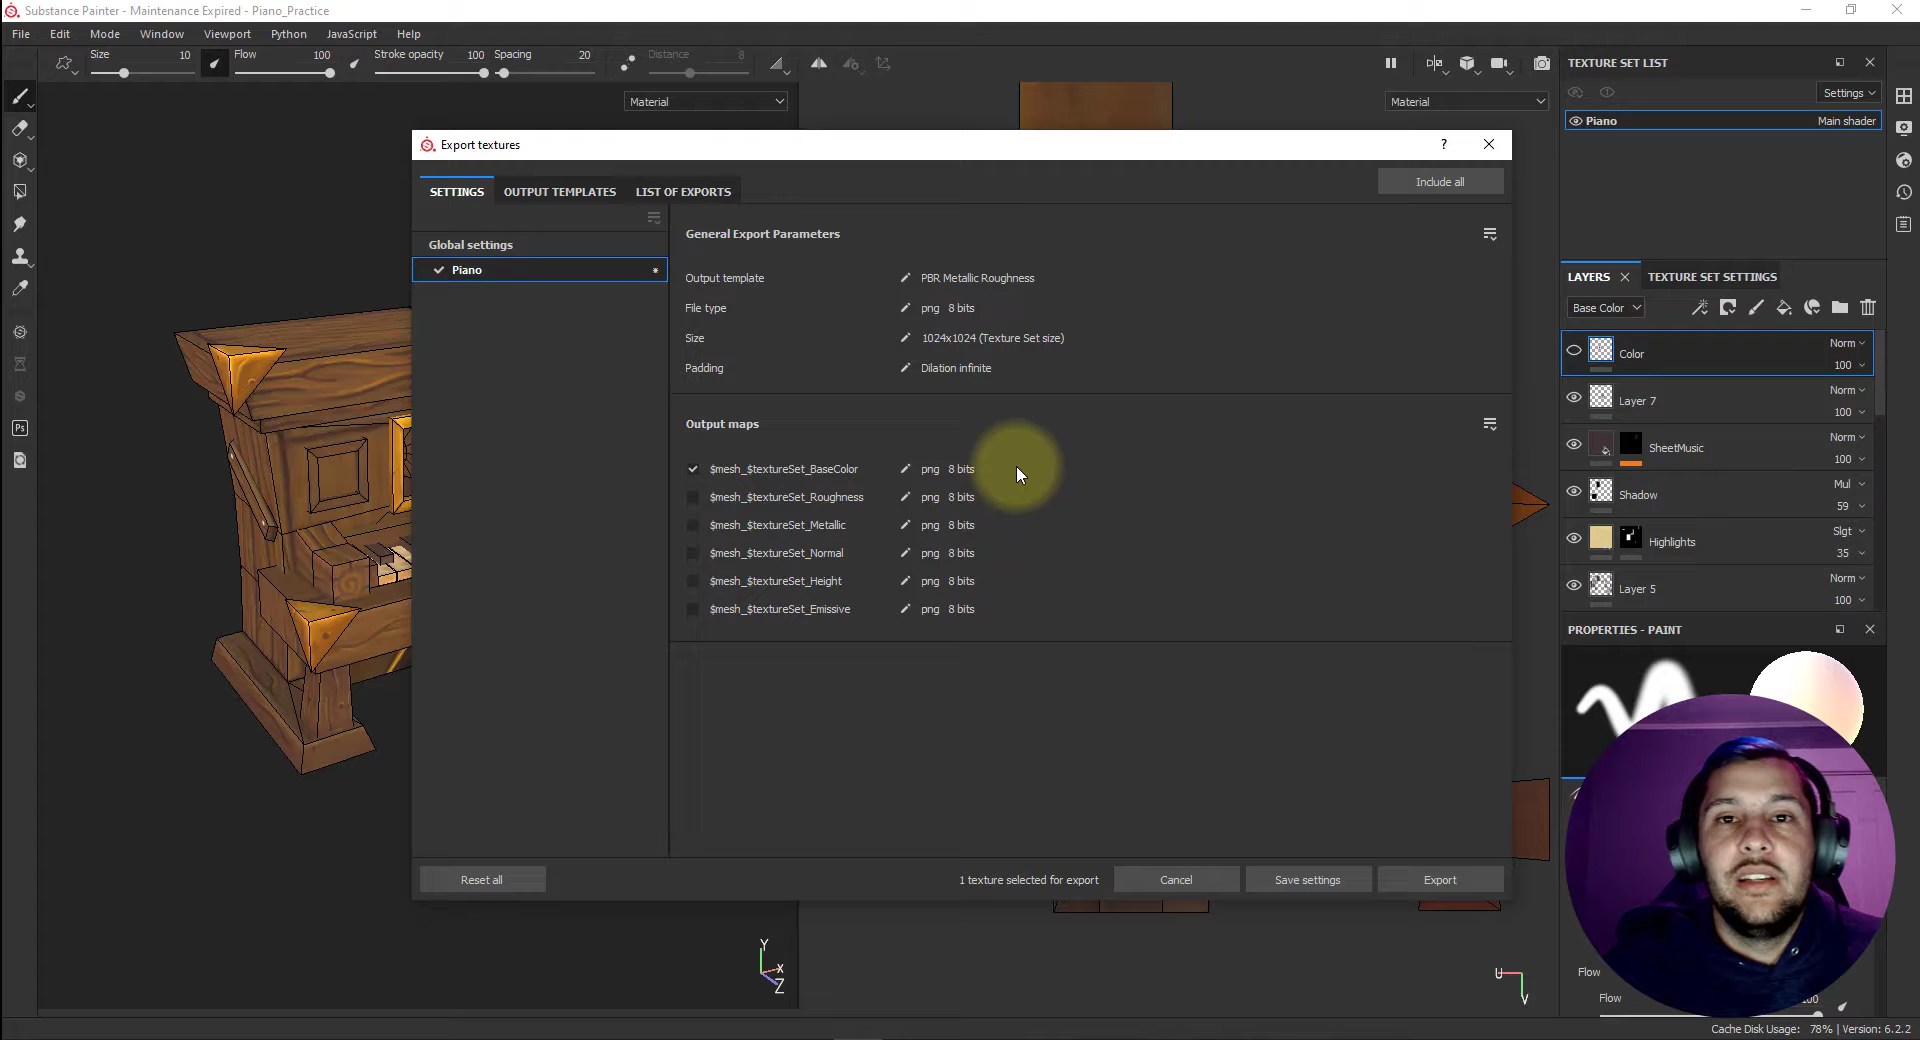 Substance Painter - Maintenance Expired - Piano_Practice
File Edit Mode Window Viewport Python JavaScript Help
Size 10 Flow 100 Stroke opacity 100 Spacing 20 Distance 8
Material
Material
TEXTURE SET LIST
Settings
Piano Main shader
Export textures
?
SETTINGS OUTPUT TEMPLATES LIST OF EXPORTS
Include all
Global settings
Piano
General Export Parameters
Output template PBR Metallic Roughness
File type png 8 bits
Size 1024x1024 (Texture Set size)
Padding Dilation infinite
Output maps
$mesh_$textureSet_BaseColor png 8 bits
$mesh_$textureSet_Roughness png 8 bits
$mesh_$textureSet_Metallic png 8 bits
$mesh_$textureSet_Normal png 8 bits
$mesh_$textureSet_Height png 8 bits
$mesh_$textureSet_Emissive png 8 bits
Reset all
1 texture selected for export
Cancel
Save settings
Export
LAYERS TEXTURE SET SETTINGS
Base Color
Color Norm 100
Layer 7 Norm 100
SheetMusic Norm 100
Shadow Mul 59
Highlights Slgt 35
Layer 5 Norm 100
PROPERTIES - PAINT
Ps
Y
X
Z
U
V
Flow
Flow
Cache Disk Usage: 78% | Version: 6.2.2